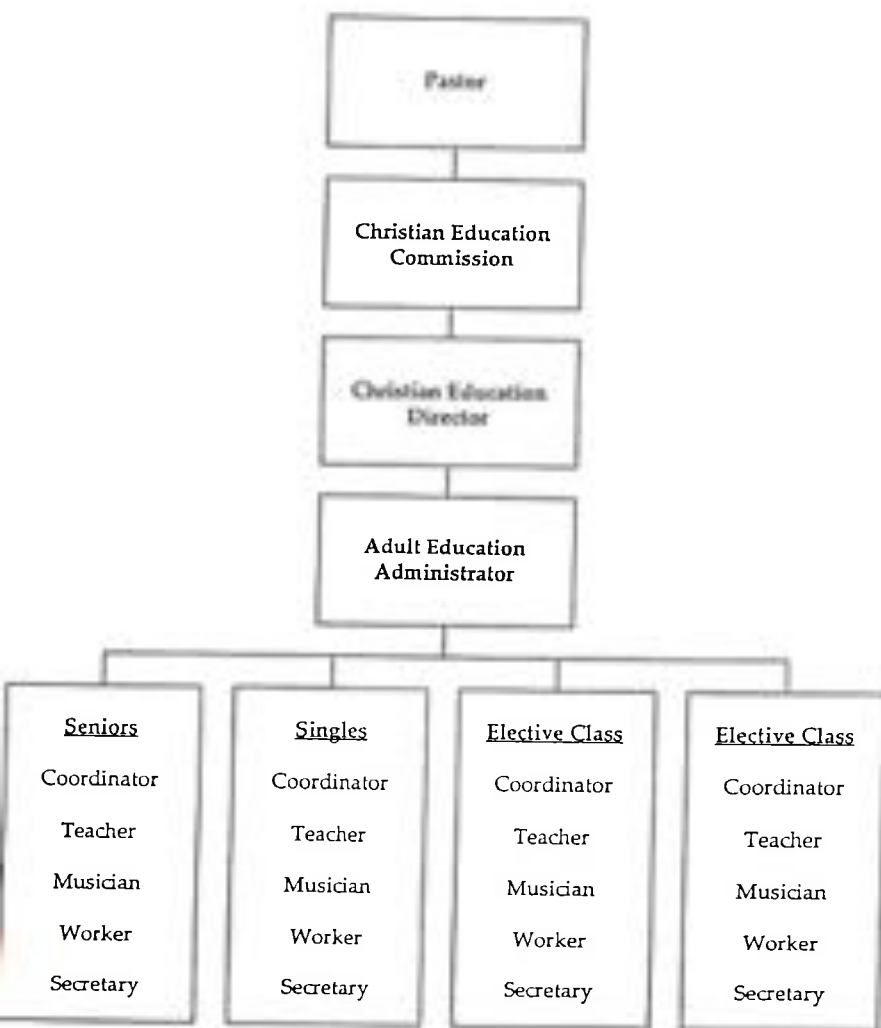 Pastor
Christian Education
Commission
Christian Education
Director
Adult Education
Administrator
Seniors
Coordinator
Teacher
Musician
Worker
Secretary
Singles
Coordinator
Teacher
Musician
Worker
Secretary
Elective Class
Coordinator
Teacher
Musician
Worker
Secretary
Elective Class
Coordinator
Teacher
Musician
Worker
Secretary